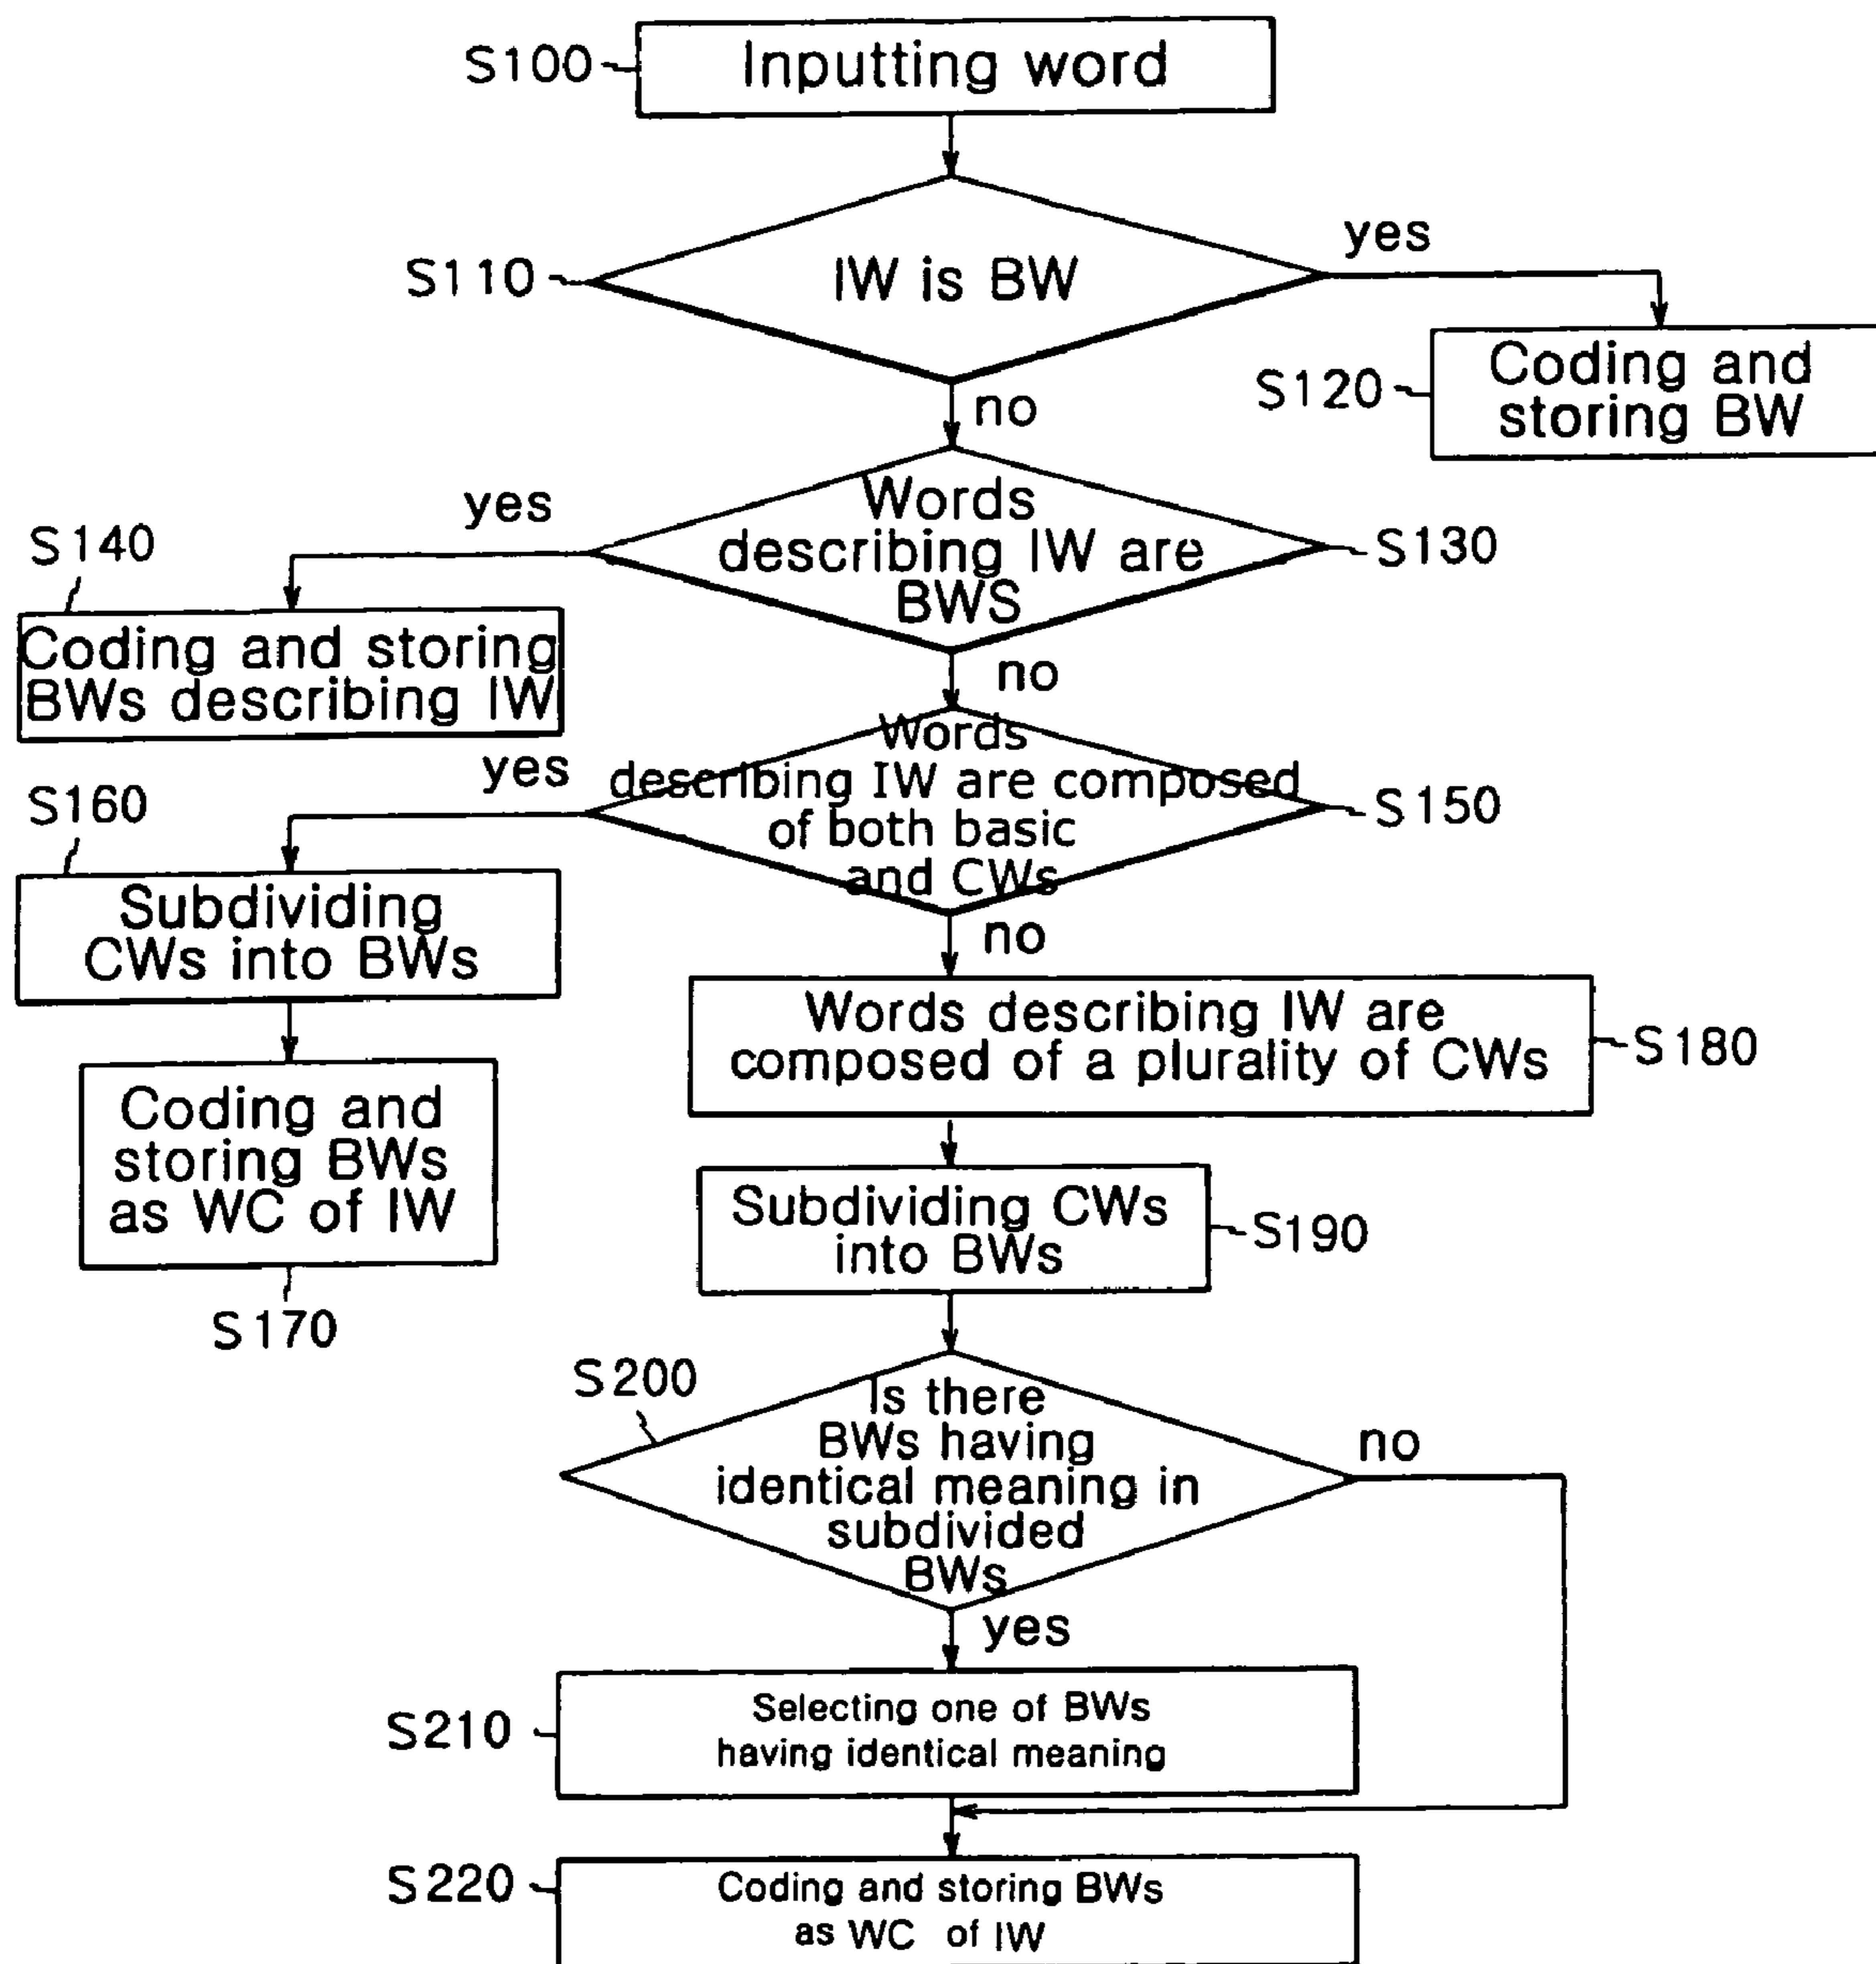 S100
Inputting word
S110
IW is BW
yes
S120
Coding and
storing BW
no
Words
describing IW are
BWS
S130
yes
S140
Coding and storing
BWs describing IW
no
Words
describing IW are composed
of both basic
and CWs
S150
yes
S160
Subdividing
CWs into BWs
Coding and
storing BWs
as WC of IW
S170
no
Words describing IW are
composed of a plurality of CWs
S180
Subdividing CWs
into BWs
S190
S200
Is there
BWs having
identical meaning in
subdivided
BWs
no
yes
S210
Selecting one of BWs
having identical meaning
S220
Coding and storing BWs
as WC of IW